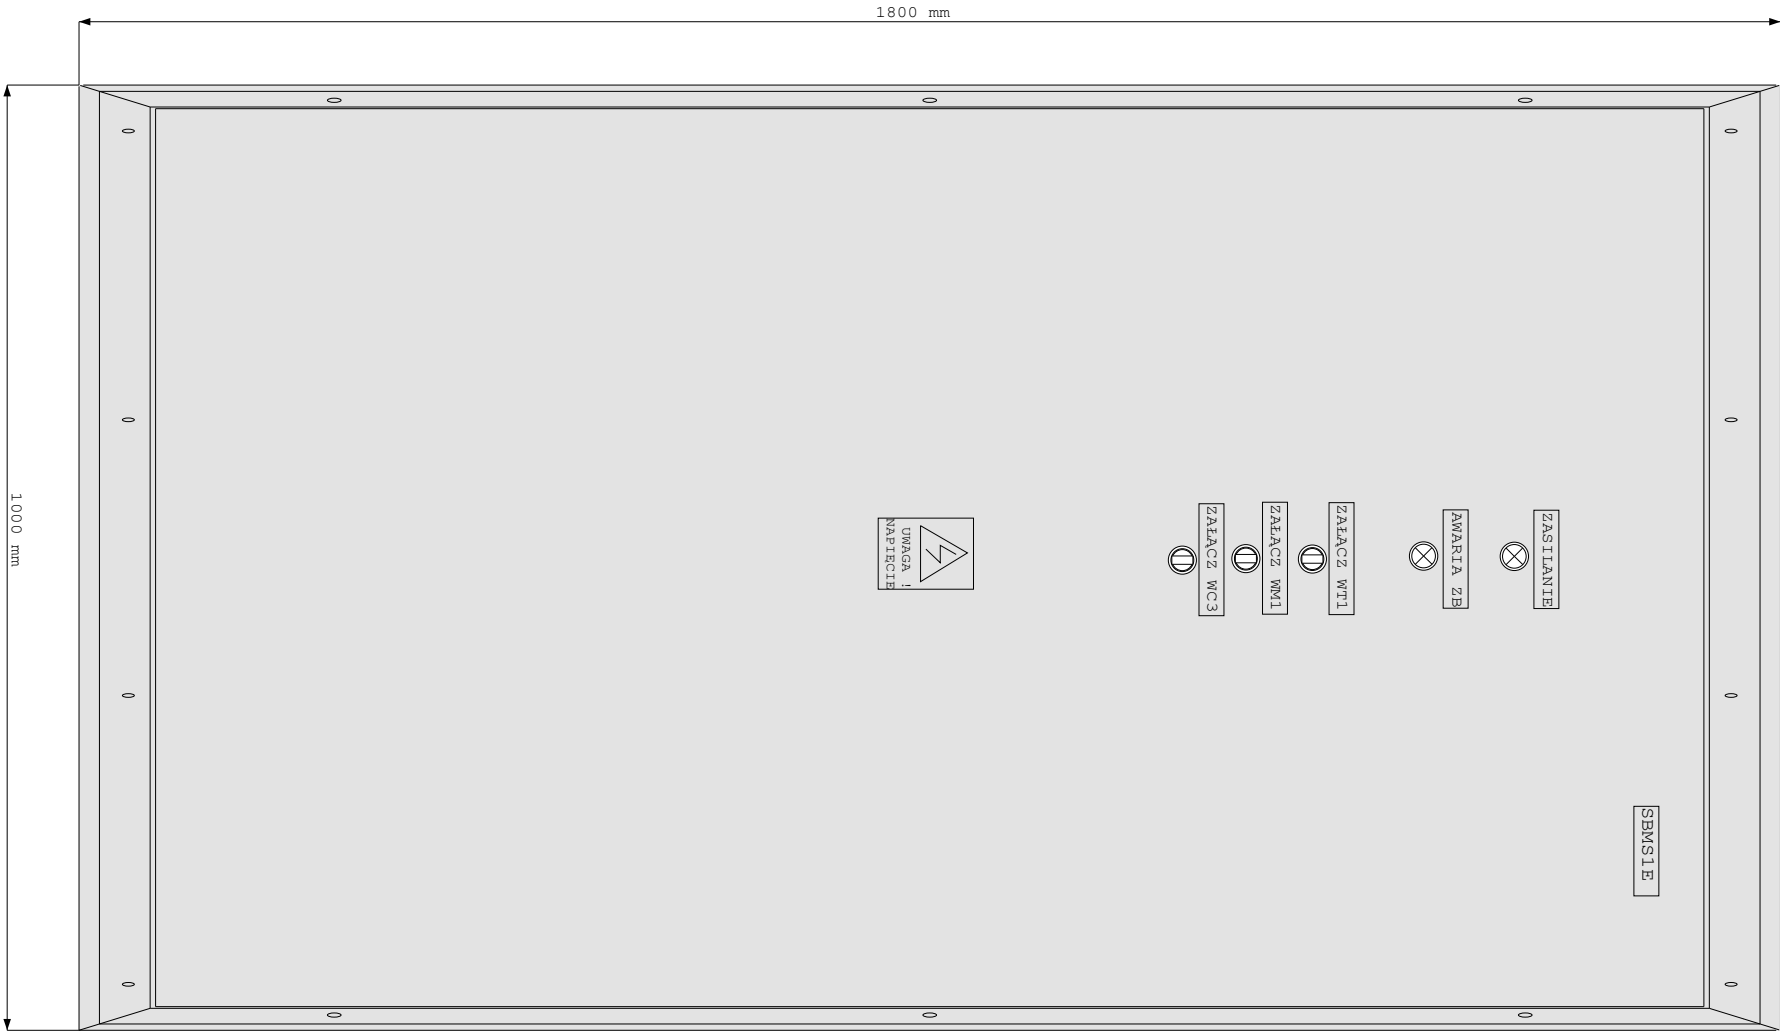 1800 mm
1000 mm
SBMS1E
ZASILANIE
AWARIA ZB
ZAŁĄCZ WT1
ZAŁĄCZ WM1
ZAŁĄCZ WC3
UWAGA !
NAPIĘCIE